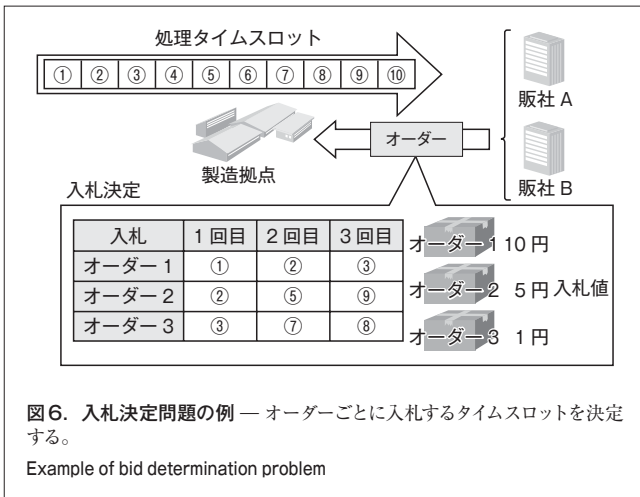 処理タイムスロット
① ② ③ ④ ⑤ ⑥ ⑦ ⑧ ⑨ ⑩
販社 A
オーダー
製造拠点
販社 B
入札決定
入札 1 回目 2 回目 3 回目
オーダー 1 ① ② ③
オーダー 2 ② ⑤ ⑨
オーダー 3 ③ ⑦ ⑧
オーダー 1 10 円
オーダー 2 5 円 入札値
オーダー 3 1 円
図6. 入札決定問題の例 — オーダーごとに入札するタイムスロットを決定
する。
Example of bid determination problem